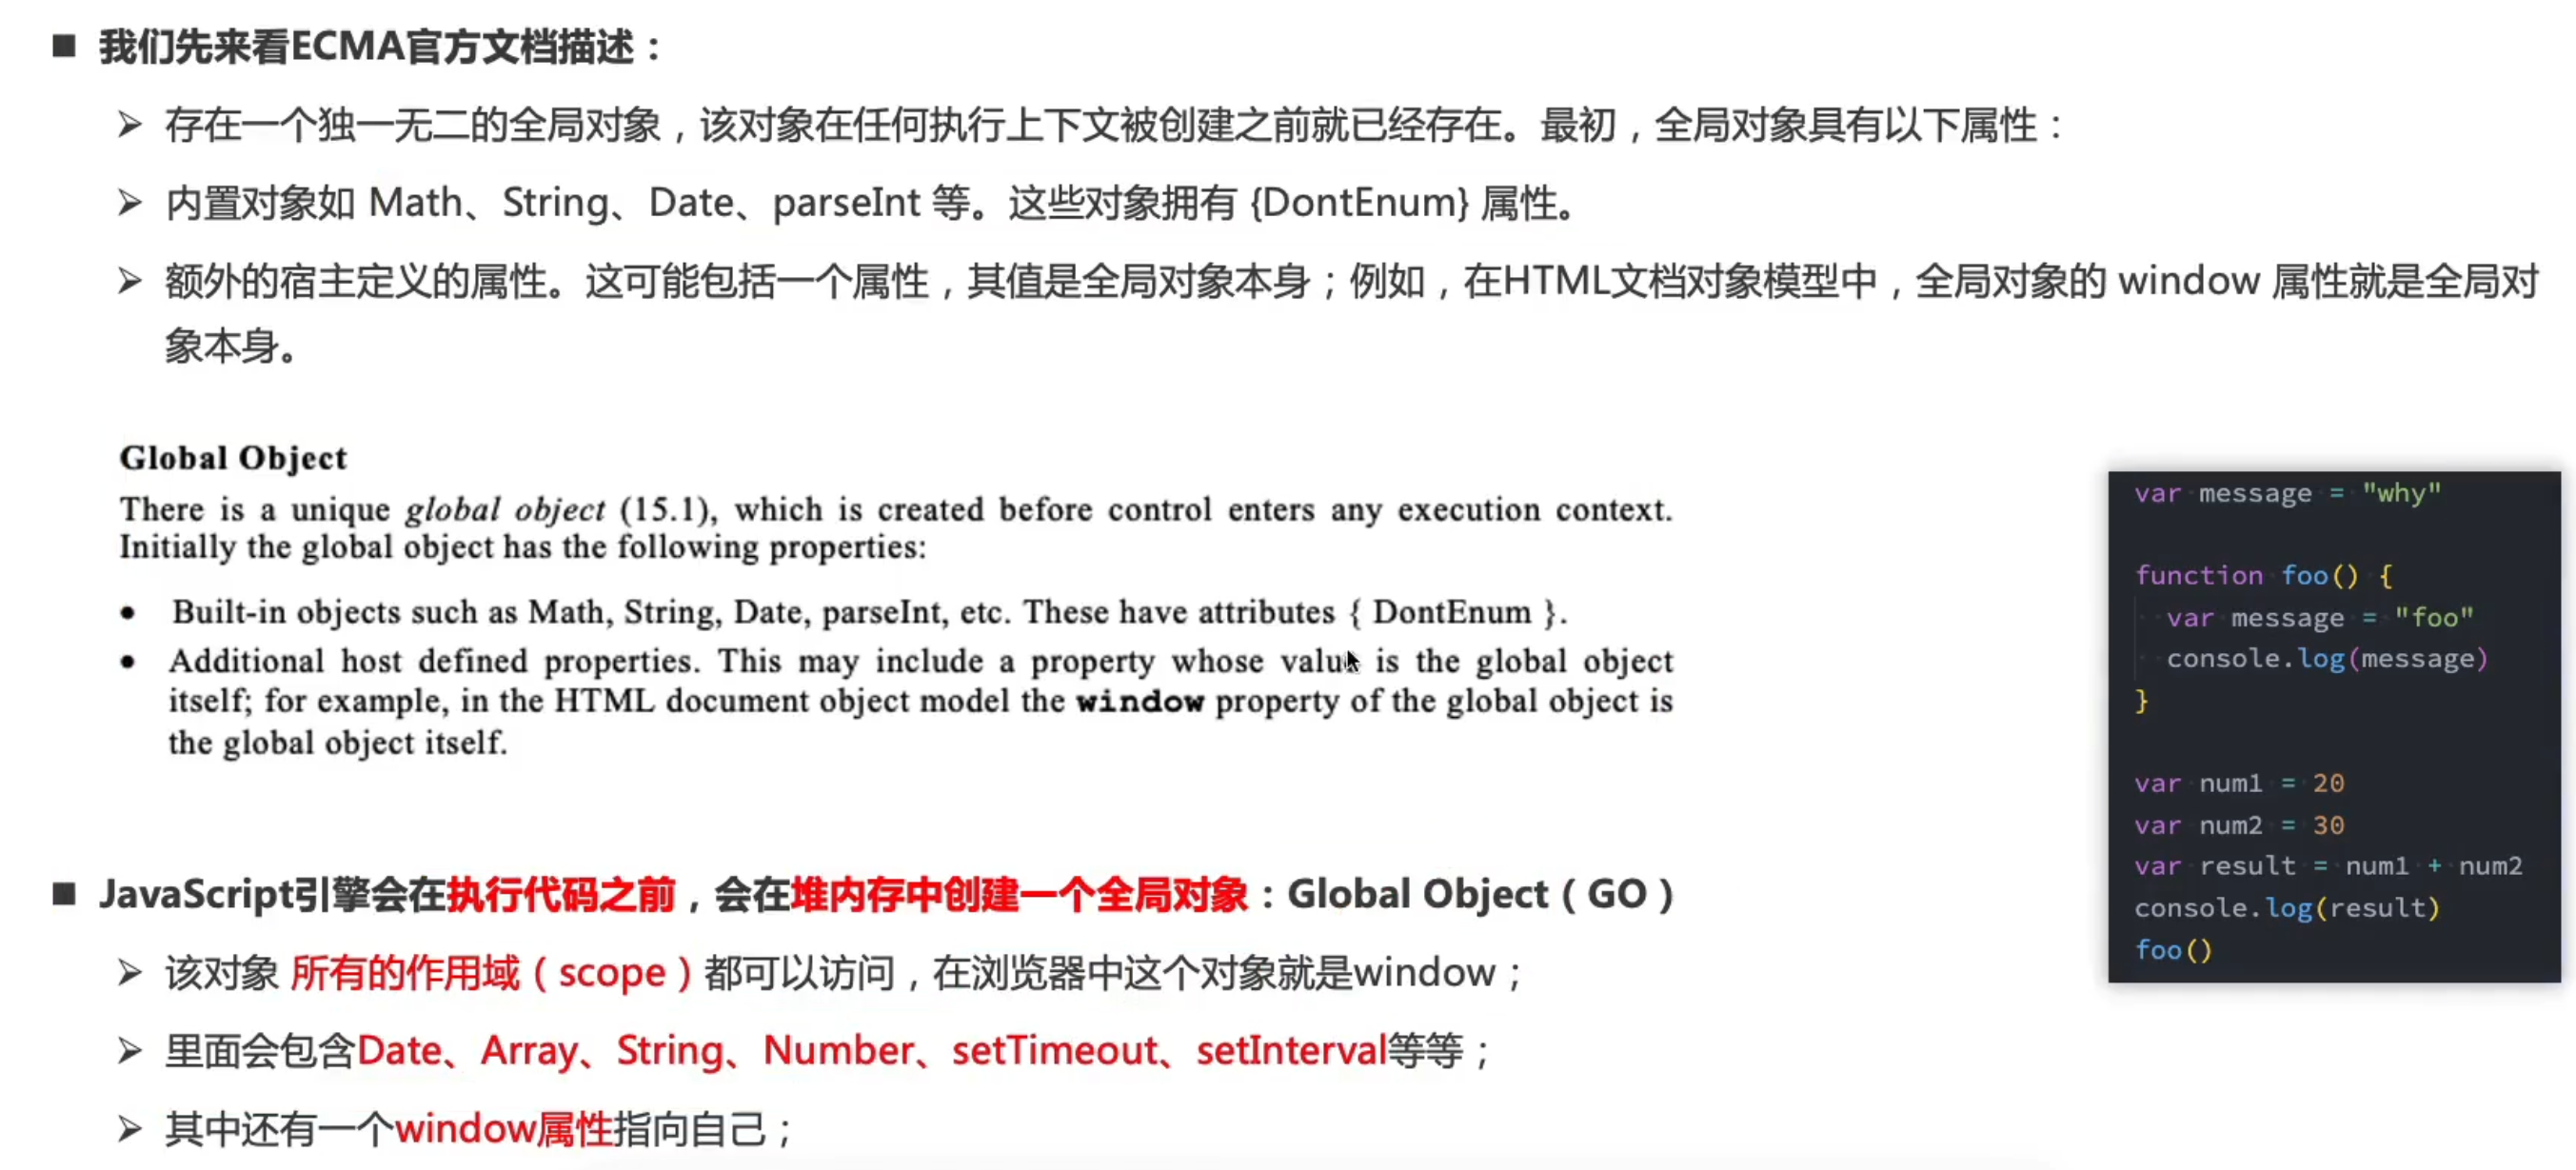 ■ 我们先来看ECMA官方文档描述：
➢ 存在一个独一无二的全局对象，该对象在任何执行上下文被创建之前就已经存在。最初，全局对象具有以下属性：
➢ 内置对象如 Math、String、Date、parseInt 等。这些对象拥有 {DontEnum} 属性。
➢ 额外的宿主定义的属性。这可能包括一个属性，其值是全局对象本身；例如，在HTML文档对象模型中，全局对象的 window 属性就是全局对
象本身。
Global Object
There is a unique global object (15.1), which is created before control enters any execution context.
Initially the global object has the following properties:
• Built-in objects such as Math, String, Date, parseInt, etc. These have attributes { DontEnum }.
• Additional host defined properties. This may include a property whose value is the global object
itself; for example, in the HTML document object model the window property of the global object is
the global object itself.
var message = "why"
function foo() {
var message = "foo"
console.log(message)
}
var num1 = 20
var num2 = 30
var result = num1 + num2
console.log(result)
foo()
■ JavaScript引擎会在执行代码之前，会在堆内存中创建一个全局对象：Global Object（GO）
➢ 该对象 所有的作用域（scope）都可以访问，在浏览器中这个对象就是window；
➢ 里面会包含Date、Array、String、Number、setTimeout、setInterval等等；
➢ 其中还有一个window属性指向自己；